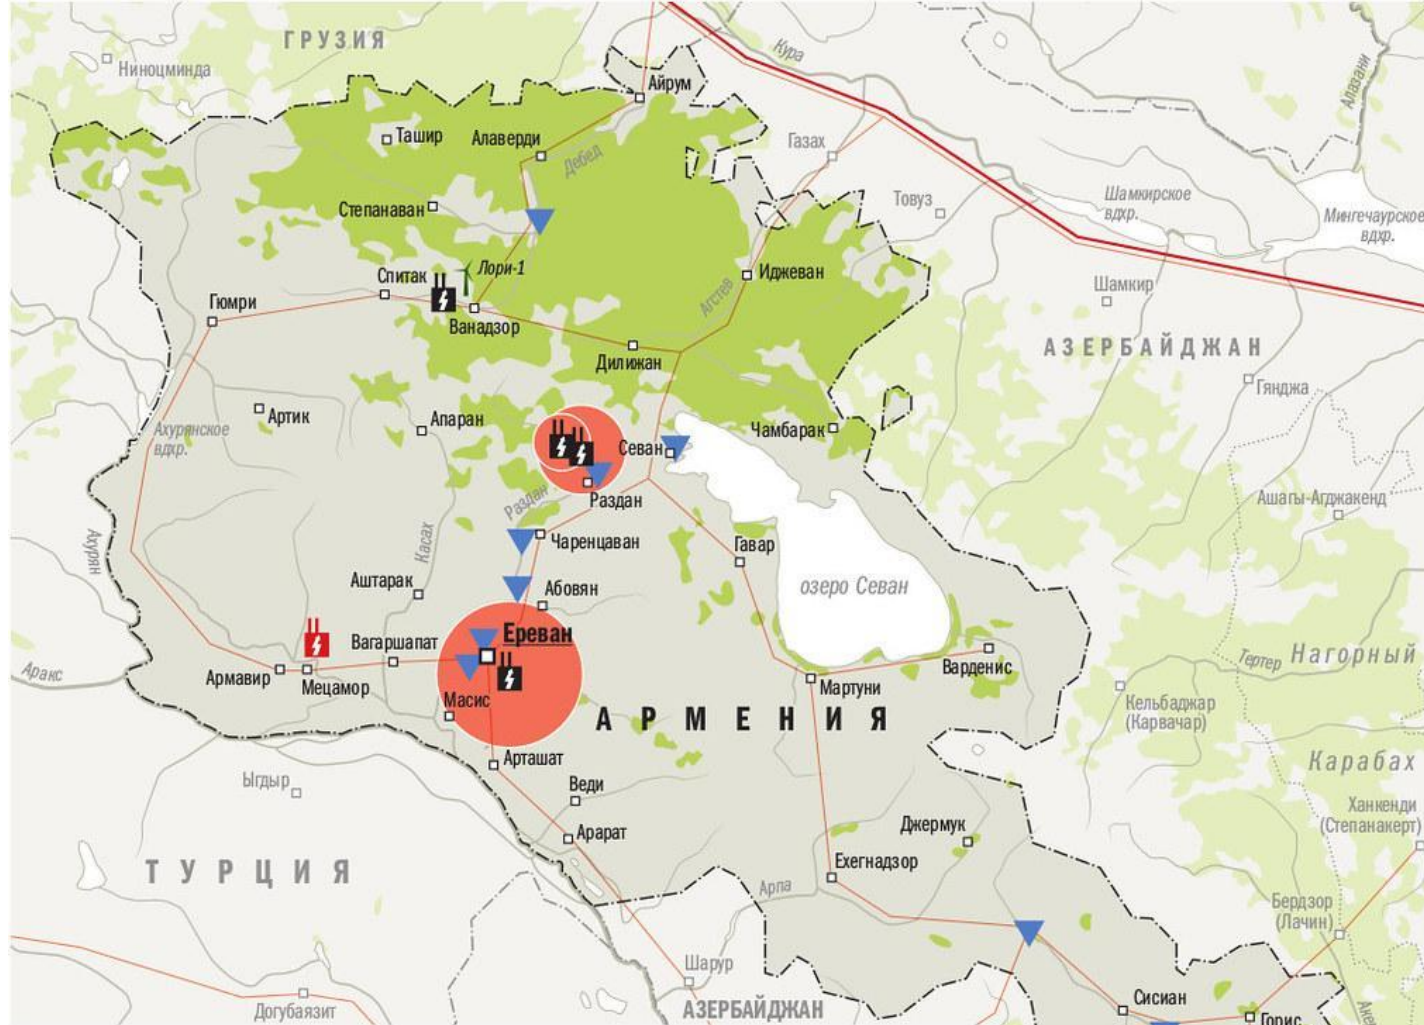 ГРУЗИЯ
Ниноцминда
Кура
Алазани
Айрум
Ташир
Алаверди
Дебед
Газах
Степанаван
Товуз
Шамкирское
вдхр.
Мингечаурское
вдхр.
Спитак
Лори-1
Иджеван
Шамкир
Гюмри
Агстев
Ванадзор
АЗЕРБАЙДЖАН
Дилижан
Гянджа
Артик
Апаран
Ахурянское
вдхр.
Чамбарак
Севан
Раздан
Раздан
Ашагы-Агджакенд
Ахурян
Касах
Чаренцаван
Гавар
Аштарак
Абовян
озеро Севан
Ереван
Вагаршапат
Аракс
Армавир
Мецамор
Варденис
Тертер
Нагорный
Масис
Мартуни
АРМЕНИЯ
Кельбаджар
(Карвачар)
Арташат
Карабах
Ыгдыр
Веди
Ханкенди
(Степанакерт)
Арарат
Джермук
ТУРЦИЯ
Ехегнадзор
Арпа
Бердзор
(Лачин)
Шарур
Сисиан
Догубаязит
АЗЕРБАЙДЖАН
Горис